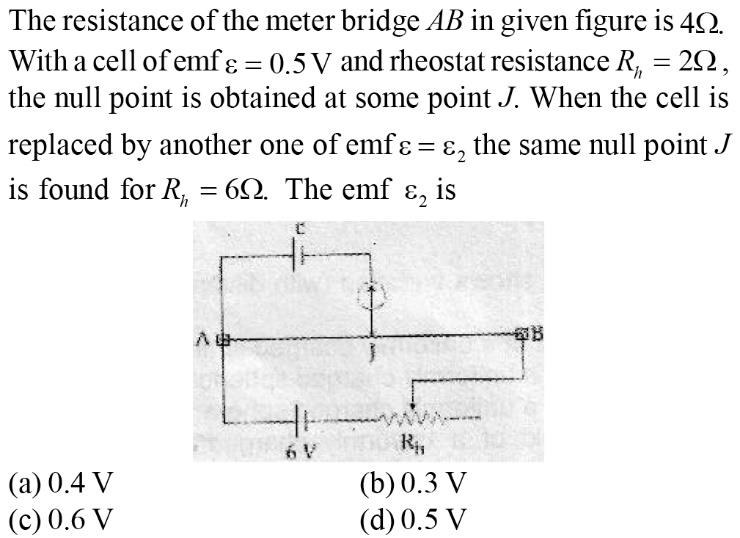 The resistance of the meter bridge AB in given figure is 4Ω.
With a cell of emf ε = 0.5 V and rheostat resistance Rₕ = 2Ω,
the null point is obtained at some point J. When the cell is
replaced by another one of emf ε = ε₂ the same null point J
is found for Rₕ = 6Ω. The emf ε₂ is
ε
A
B
J
6 V
Rₕ
(a) 0.4 V
(b) 0.3 V
(c) 0.6 V
(d) 0.5 V